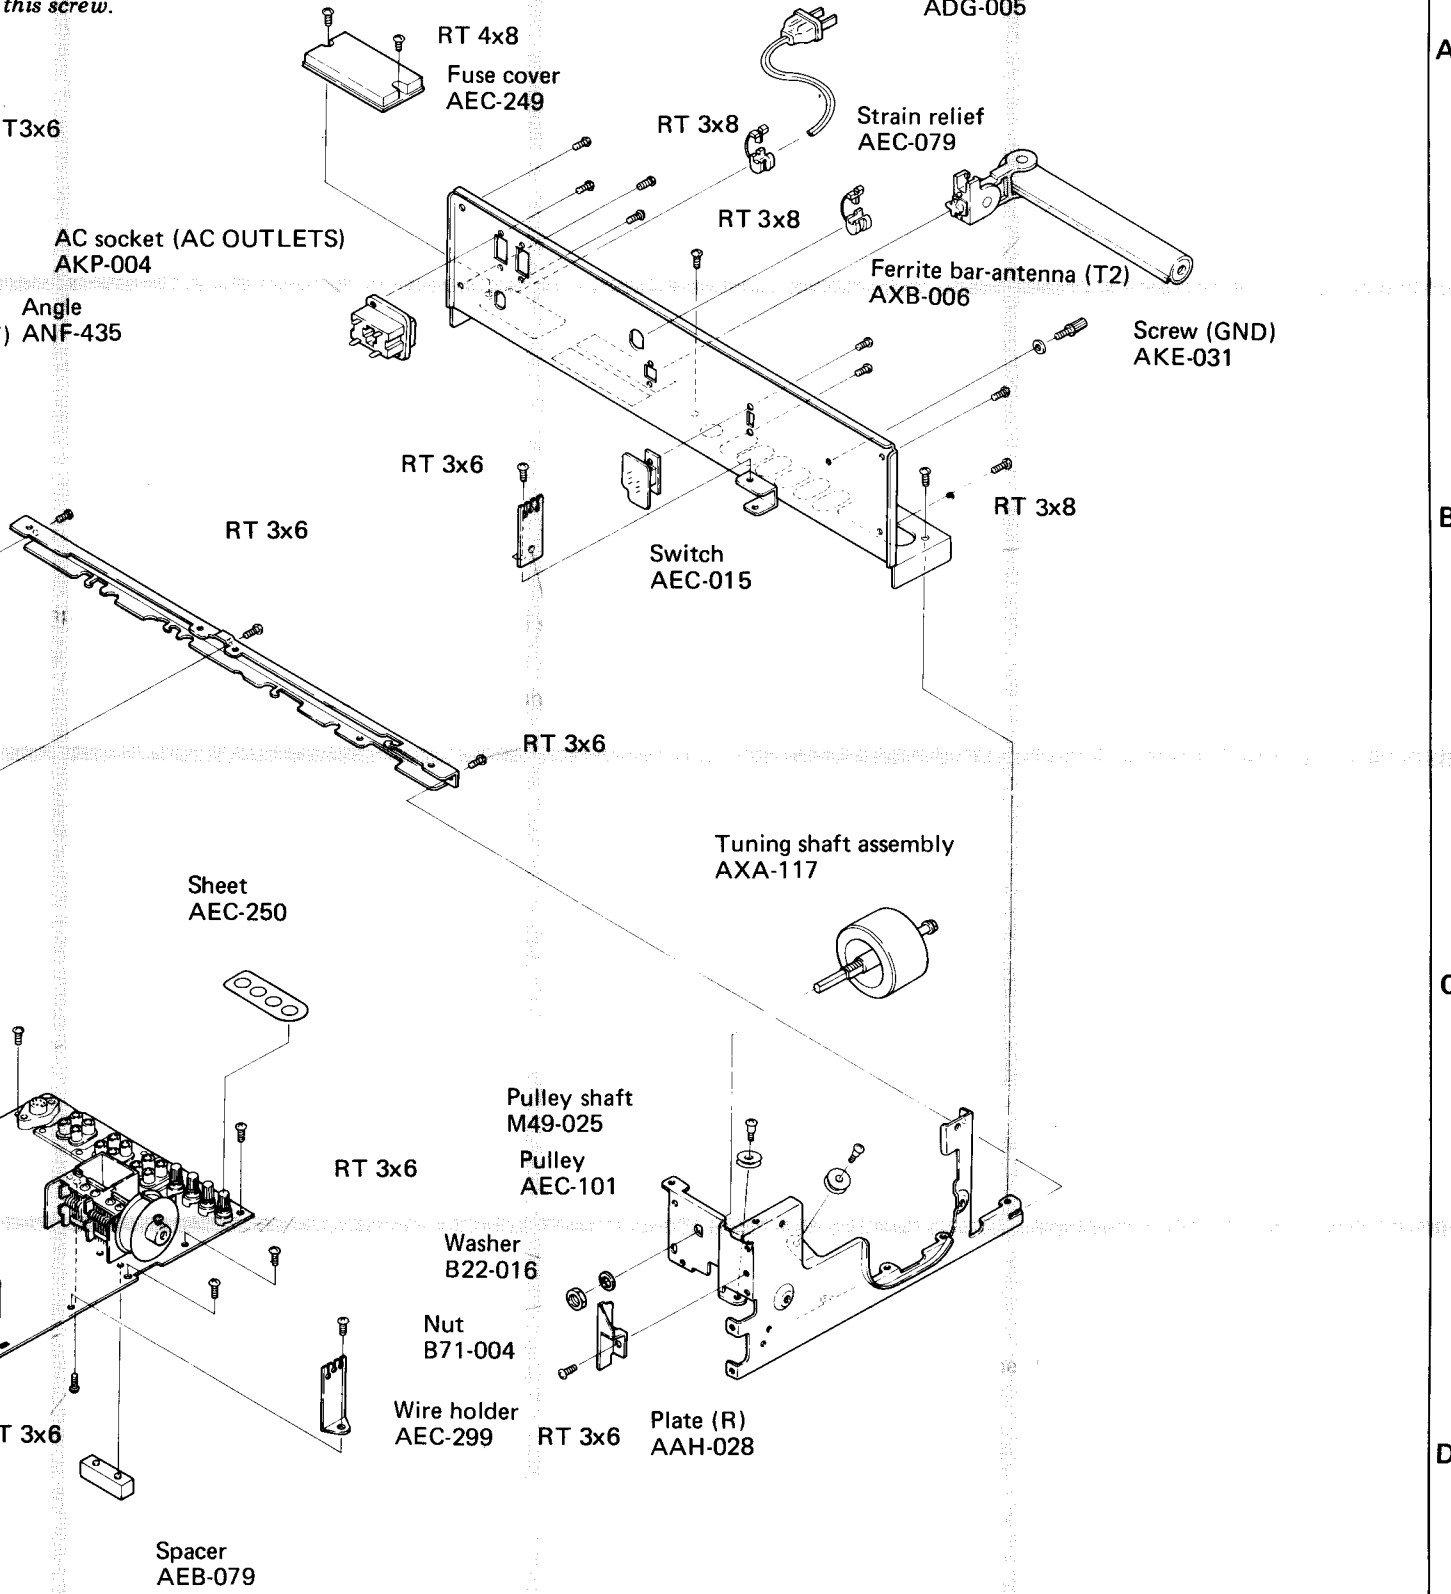 this screw.
ADG-005
A
RT 4x8
Fuse cover
AEC-249
T3x6
RT 3x8
Strain relief
AEC-079
RT 3x8
AC socket (AC OUTLETS)
AKP-004
Ferrite bar-antenna (T2)
AXB-006
Angle
) ANF-435
Screw (GND)
AKE-031
RT 3x6
RT 3x8
B
RT 3x6
Switch
AEC-015
RT 3x6
Tuning shaft assembly
AXA-117
Sheet
AEC-250
C
Pulley shaft
M49-025
RT 3x6
Pulley
AEC-101
Washer
B22-016
Nut
B71-004
Wire holder
AEC-299
RT 3x6
Plate (R)
AAH-028
T 3x6
D
Spacer
AEB-079